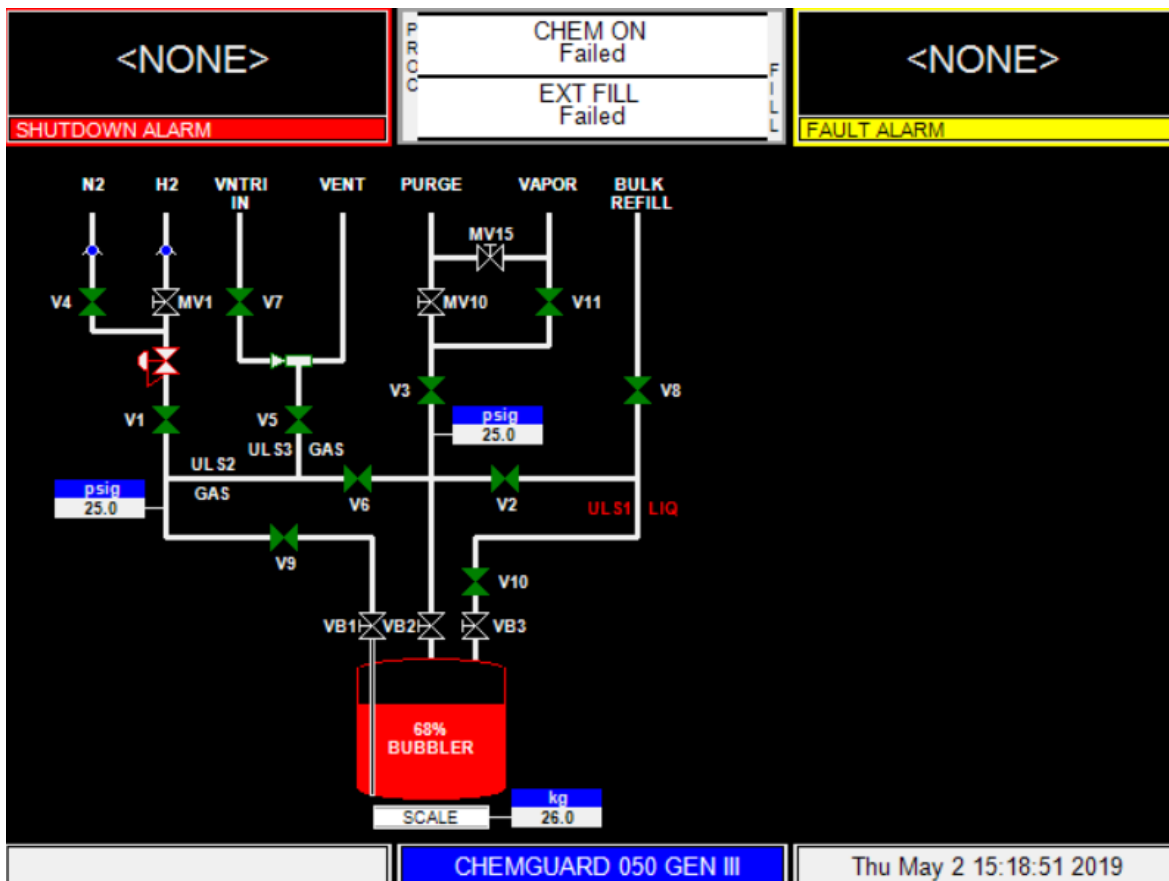 <NONE>
SHUTDOWN ALARM
PROC
CHEM ON
Failed
EXT FILL
Failed
FILL
<NONE>
FAULT ALARM
N2
H2
VNTRI
IN
VENT
PURGE
VAPOR
BULK
REFILL
MV15
V4
MV1
V7
MV10
V11
V1
V5
V3
V8
psig
25.0
ULS3 GAS
ULS2
GAS
psig
25.0
V6
V2
ULS1 LIQ
V9
V10
VB1
VB2
VB3
68%
BUBBLER
SCALE
kg
26.0
CHEMGUARD 050 GEN III
Thu May 2 15:18:51 2019